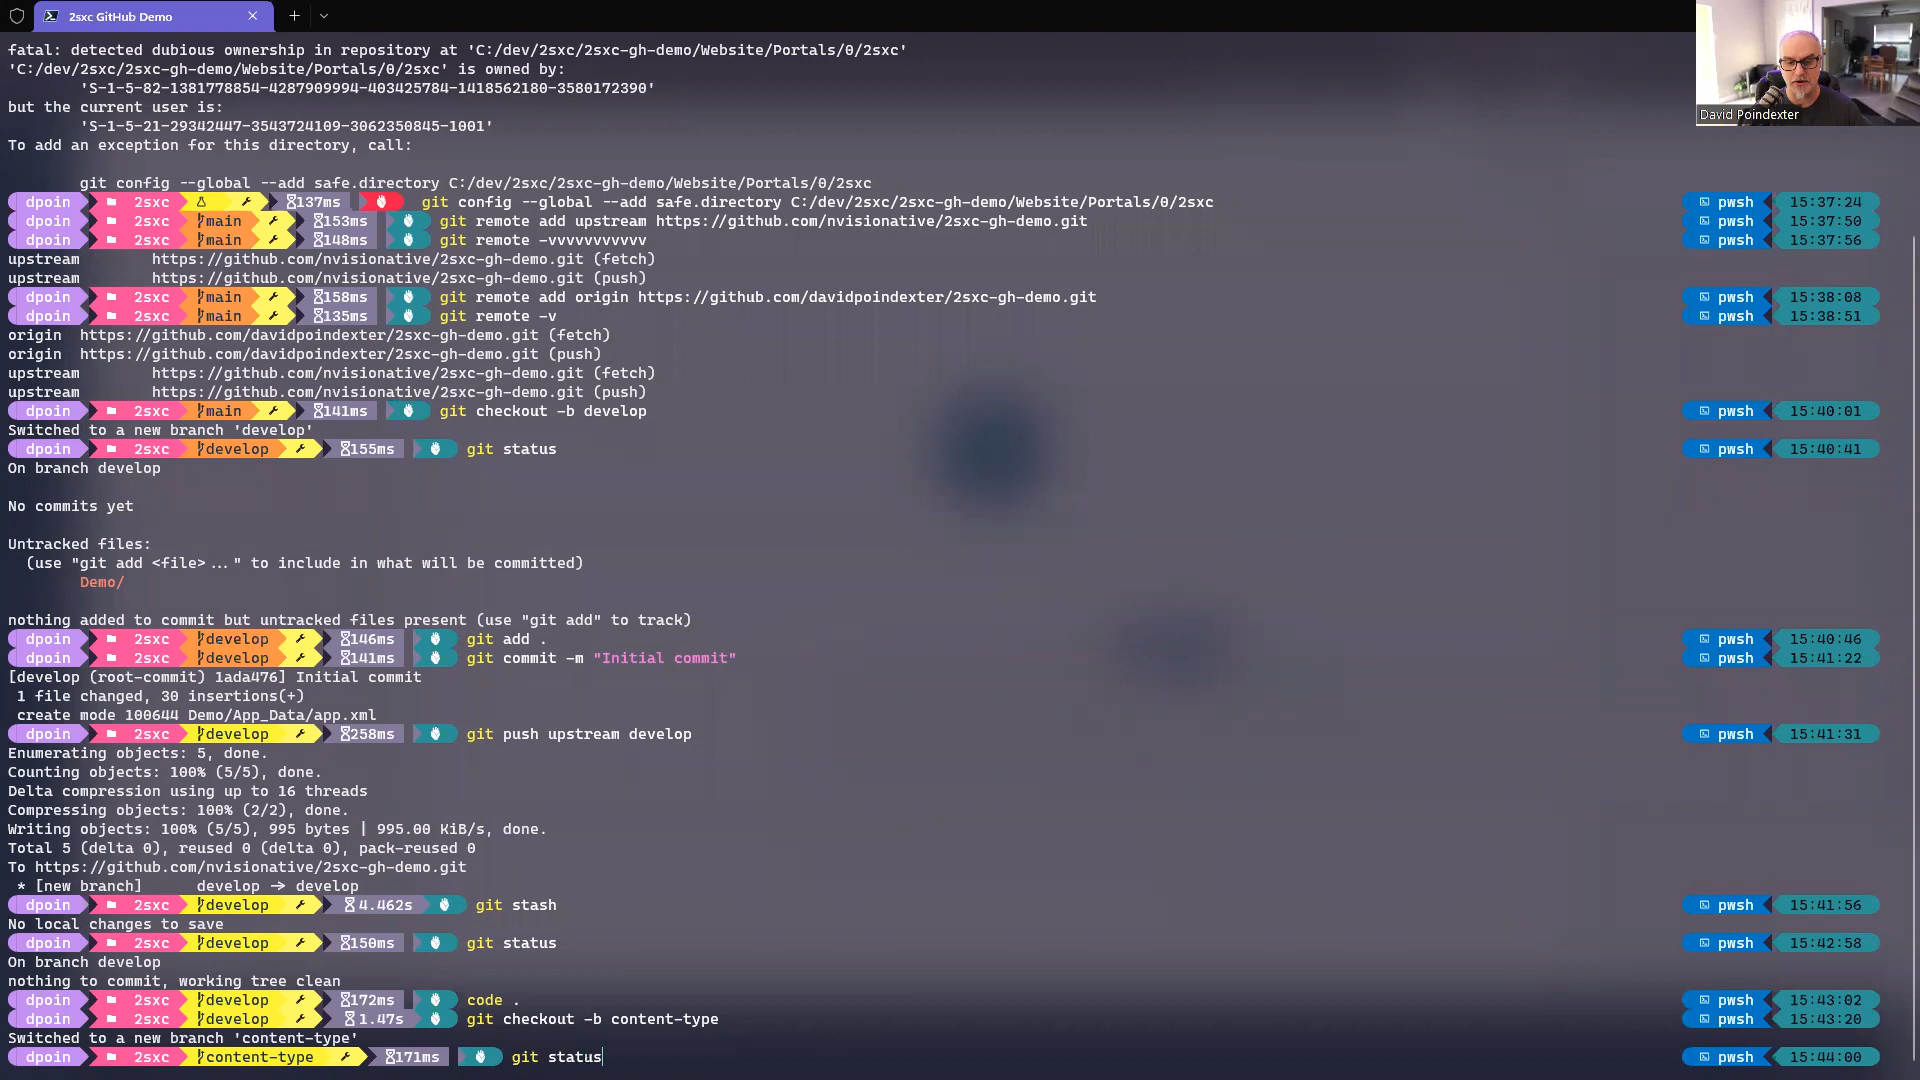 2sxc GitHub Demo
David Poindexter
fatal: detected dubious ownership in repository at 'C:/dev/2sxc/2sxc-gh-demo/Website/Portals/0/2sxc'
'C:/dev/2sxc/2sxc-gh-demo/Website/Portals/0/2sxc' is owned by:
'S-1-5-82-1381778854-4287909994-403425784-1418562180-3580172390'
but the current user is:
'S-1-5-21-29342447-3543724109-3062350845-1001'
To add an exception for this directory, call:
git config --global --add safe.directory C:/dev/2sxc/2sxc-gh-demo/Website/Portals/0/2sxc
dpoin 2sxc 137ms git config --global --add safe.directory C:/dev/2sxc/2sxc-gh-demo/Website/Portals/0/2sxc pwsh 15:37:24
dpoin 2sxc main 153ms git remote add upstream https://github.com/nvisionative/2sxc-gh-demo.git pwsh 15:37:50
dpoin 2sxc main 148ms git remote -vvvvvvvvvvv pwsh 15:37:56
upstream https://github.com/nvisionative/2sxc-gh-demo.git (fetch)
upstream https://github.com/nvisionative/2sxc-gh-demo.git (push)
dpoin 2sxc main 158ms git remote add origin https://github.com/davidpoindexter/2sxc-gh-demo.git pwsh 15:38:08
dpoin 2sxc main 135ms git remote -v pwsh 15:38:51
origin https://github.com/davidpoindexter/2sxc-gh-demo.git (fetch)
origin https://github.com/davidpoindexter/2sxc-gh-demo.git (push)
upstream https://github.com/nvisionative/2sxc-gh-demo.git (fetch)
upstream https://github.com/nvisionative/2sxc-gh-demo.git (push)
dpoin 2sxc main 141ms git checkout -b develop pwsh 15:40:01
Switched to a new branch 'develop'
dpoin 2sxc develop 155ms git status pwsh 15:40:41
On branch develop
No commits yet
Untracked files:
(use "git add <file>..." to include in what will be committed)
Demo/
nothing added to commit but untracked files present (use "git add" to track)
dpoin 2sxc develop 146ms git add . pwsh 15:40:46
dpoin 2sxc develop 141ms git commit -m "Initial commit" pwsh 15:41:22
[develop (root-commit) 1ada476] Initial commit
1 file changed, 30 insertions(+)
create mode 100644 Demo/App_Data/app.xml
dpoin 2sxc develop 258ms git push upstream develop pwsh 15:41:31
Enumerating objects: 5, done.
Counting objects: 100% (5/5), done.
Delta compression using up to 16 threads
Compressing objects: 100% (2/2), done.
Writing objects: 100% (5/5), 995 bytes | 995.00 KiB/s, done.
Total 5 (delta 0), reused 0 (delta 0), pack-reused 0
To https://github.com/nvisionative/2sxc-gh-demo.git
* [new branch] develop -> develop
dpoin 2sxc develop 4.462s git stash pwsh 15:41:56
No local changes to save
dpoin 2sxc develop 150ms git status pwsh 15:42:58
On branch develop
nothing to commit, working tree clean
dpoin 2sxc develop 172ms code . pwsh 15:43:02
dpoin 2sxc develop 1.47s git checkout -b content-type pwsh 15:43:20
Switched to a new branch 'content-type'
dpoin 2sxc content-type 171ms git status pwsh 15:44:00